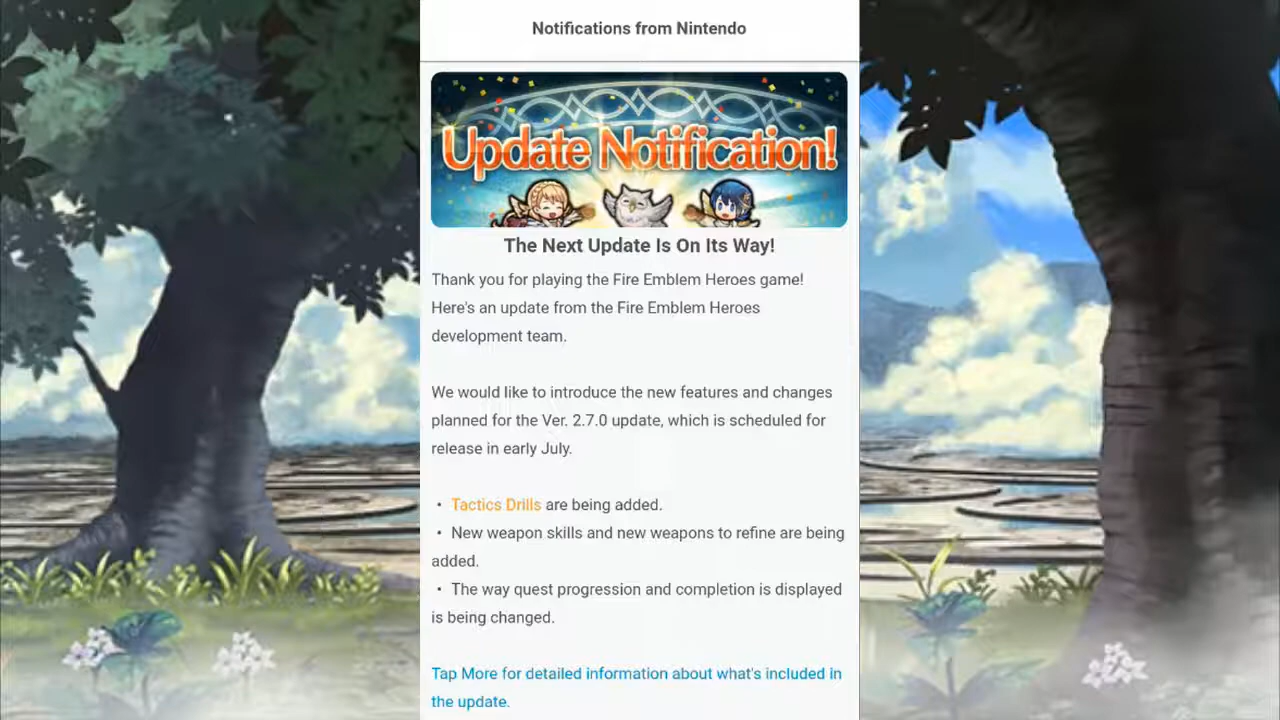 Notifications from Nintendo
Update Notification!
The Next Update Is On Its Way!
Thank you for playing the Fire Emblem Heroes game!
Here's an update from the Fire Emblem Heroes
development team.
We would like to introduce the new features and changes
planned for the Ver. 2.7.0 update, which is scheduled for
release in early July.
・ Tactics Drills are being added.
・ New weapon skills and new weapons to refine are being
added.
・ The way quest progression and completion is displayed
is being changed.
Tap More for detailed information about what's included in
the update.